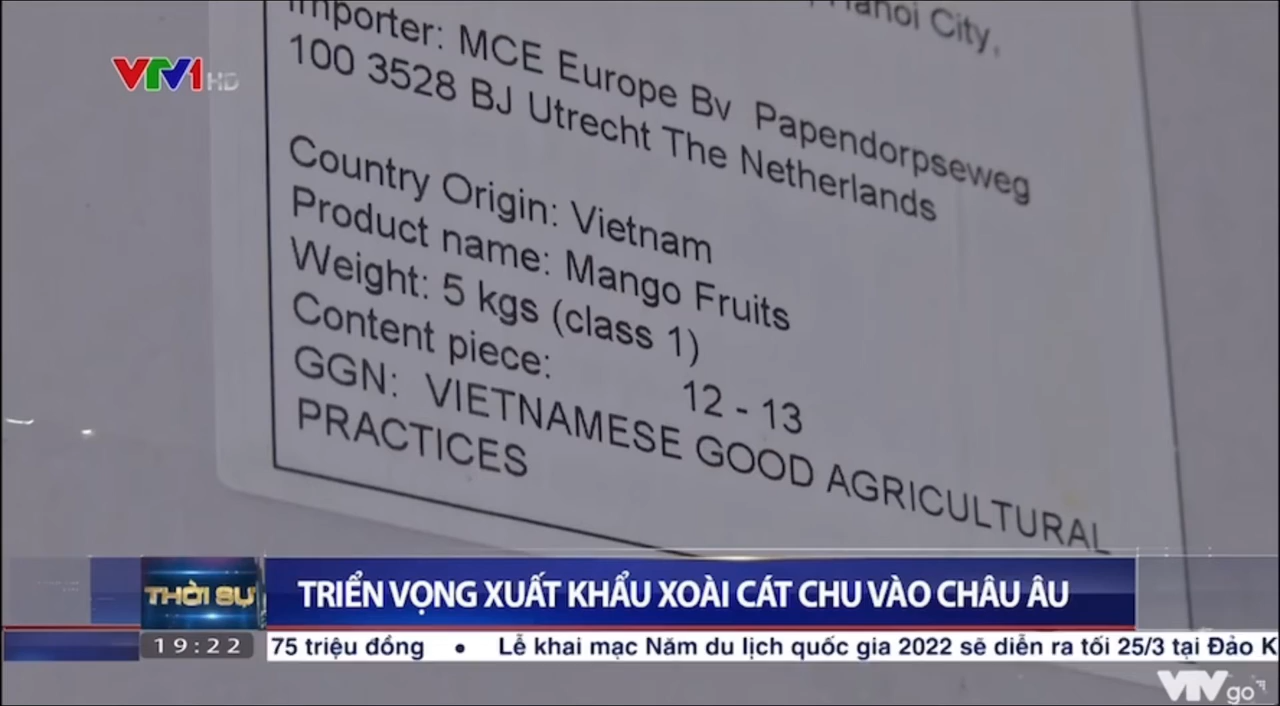 Hanoi City,
VTV1 HD
Importer: MCE Europe Bv Papendorpseweg
100 3528 BJ Utrecht The Netherlands
Country Origin: Vietnam
Product name: Mango Fruits
Weight: 5 kgs (class 1)
Content piece: 12 - 13
GGN: VIETNAMESE GOOD AGRICULTURAL
PRACTICES
THỜI SỰ
TRIỂN VỌNG XUẤT KHẨU XOÀI CÁT CHU VÀO CHÂU ÂU
19:22
75 triệu đồng • Lễ khai mạc Năm du lịch quốc gia 2022 sẽ diễn ra tối 25/3 tại Đảo K
VTVgo